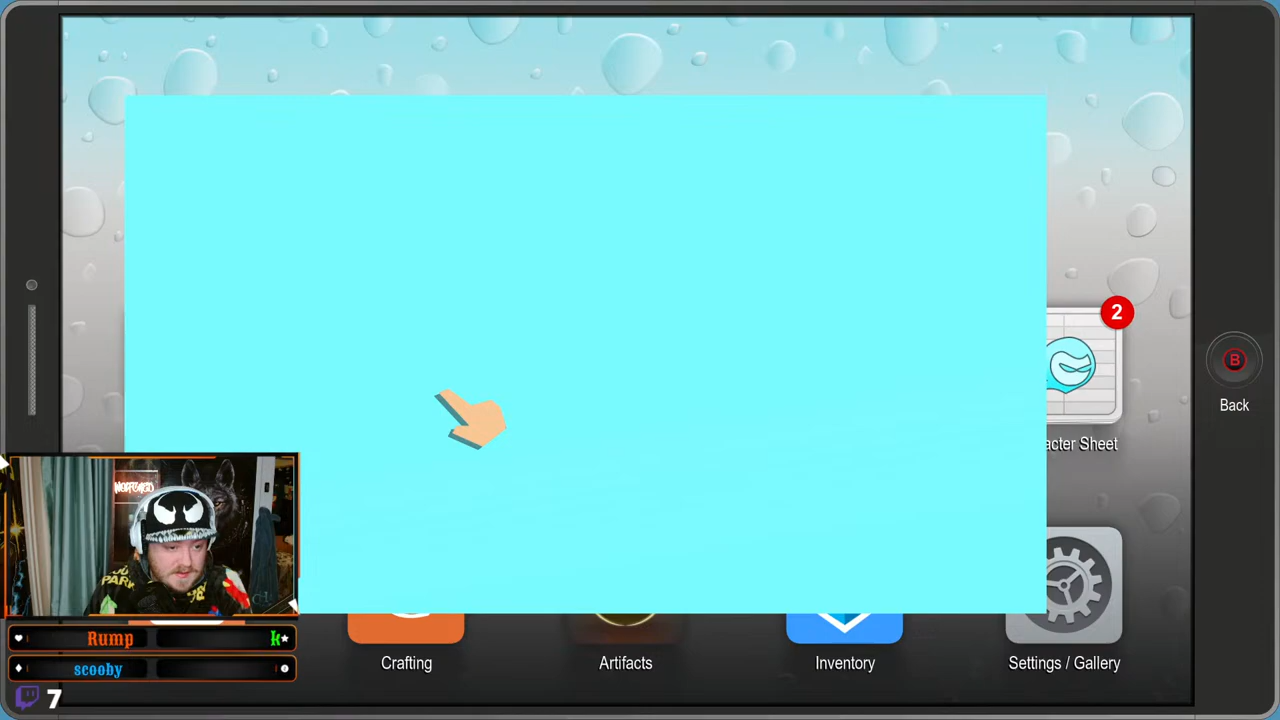 2
B
Back
acter Sheet
Crafting
Artifacts
Inventory
Settings / Gallery
Rump
k
scooby
7